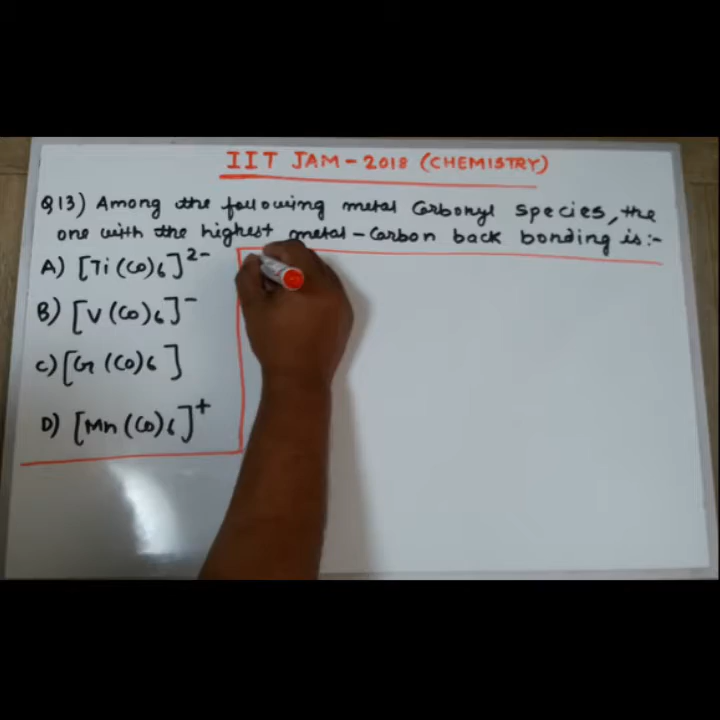 IIT JAM-2018 (CHEMISTRY)
Q13) Among the following metal Carbonyl species, the
one with the highest metal-Carbon back bonding is:-
A) [Ti(CO)6]2-
B) [V(CO)6]-
C) [Cr(CO)6]
D) [Mn(CO)6]+